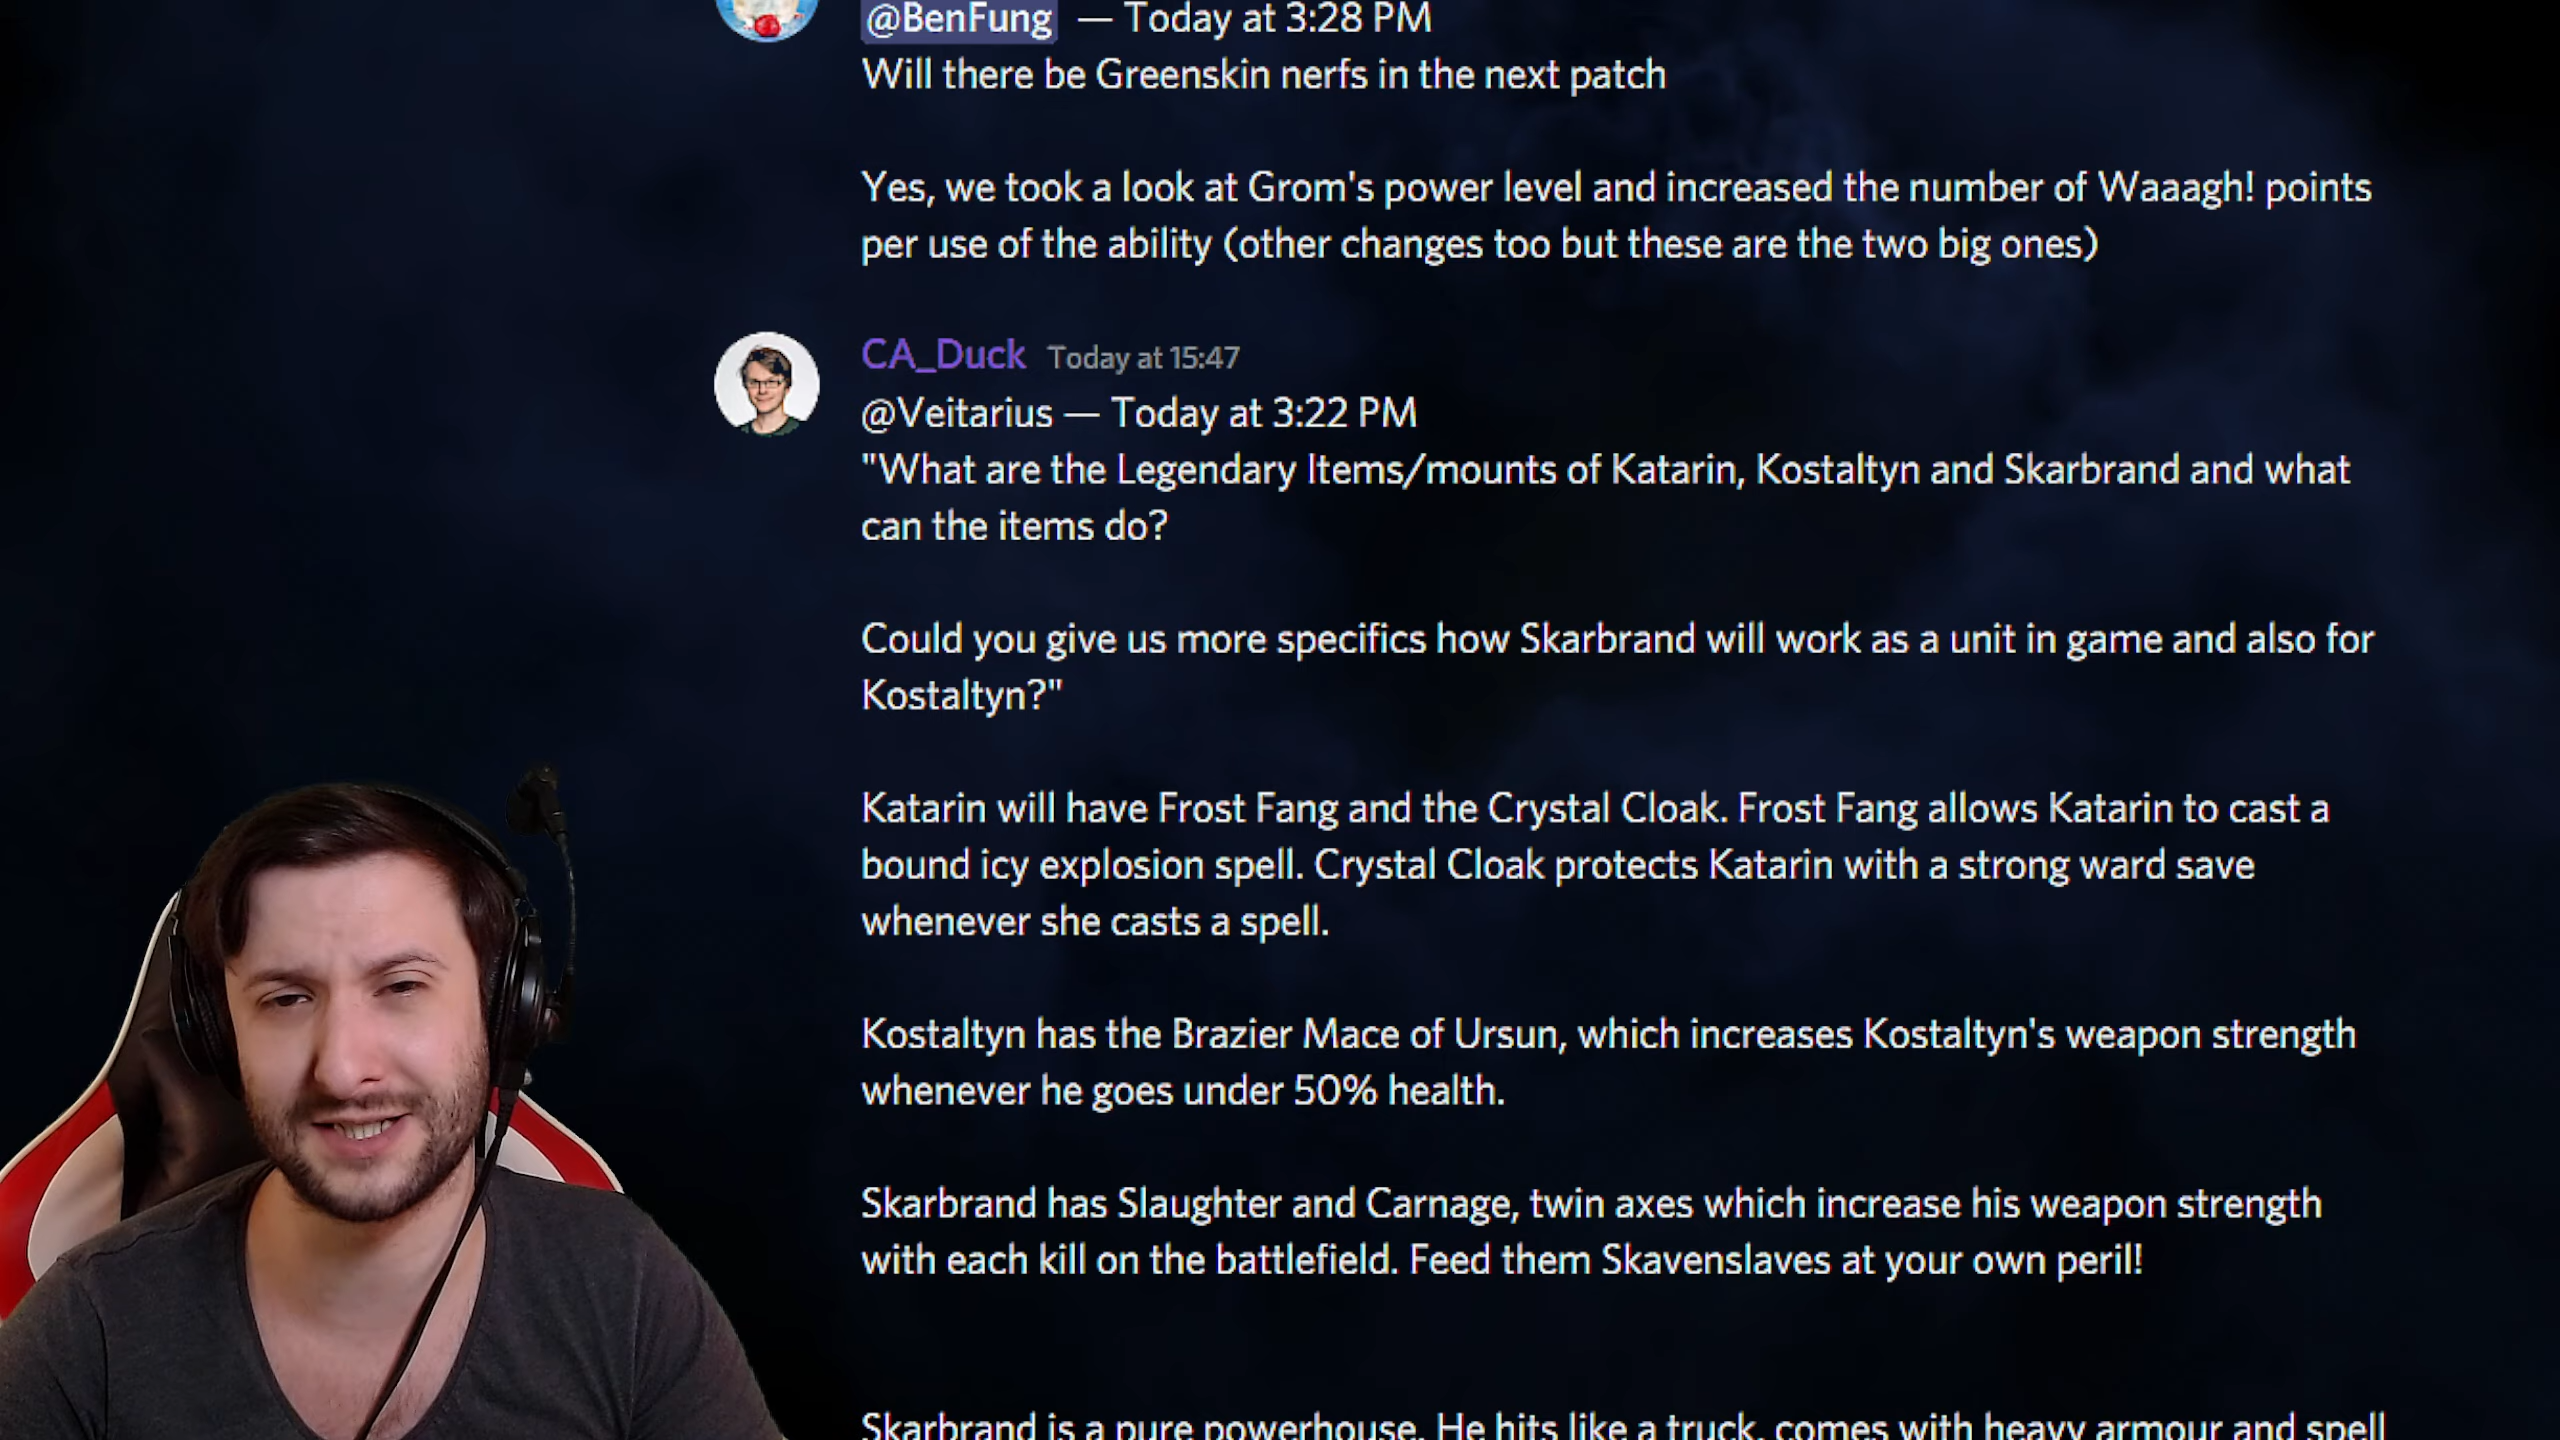 @BenFung — Today at 3:28 PM
Will there be Greenskin nerfs in the next patch
Yes, we took a look at Grom's power level and increased the number of Waaagh! points
per use of the ability (other changes too but these are the two big ones)
CA_Duck Today at 15:47
@Veitarius — Today at 3:22 PM
"What are the Legendary Items/mounts of Katarin, Kostaltyn and Skarbrand and what
can the items do?
Could you give us more specifics how Skarbrand will work as a unit in game and also for
Kostaltyn?"
Katarin will have Frost Fang and the Crystal Cloak. Frost Fang allows Katarin to cast a
bound icy explosion spell. Crystal Cloak protects Katarin with a strong ward save
whenever she casts a spell.
Kostaltyn has the Brazier Mace of Ursun, which increases Kostaltyn's weapon strength
whenever he goes under 50% health.
Skarbrand has Slaughter and Carnage, twin axes which increase his weapon strength
with each kill on the battlefield. Feed them Skavenslaves at your own peril!
Skarbrand is a pure powerhouse. He hits like a truck, comes with heavy armour and spell